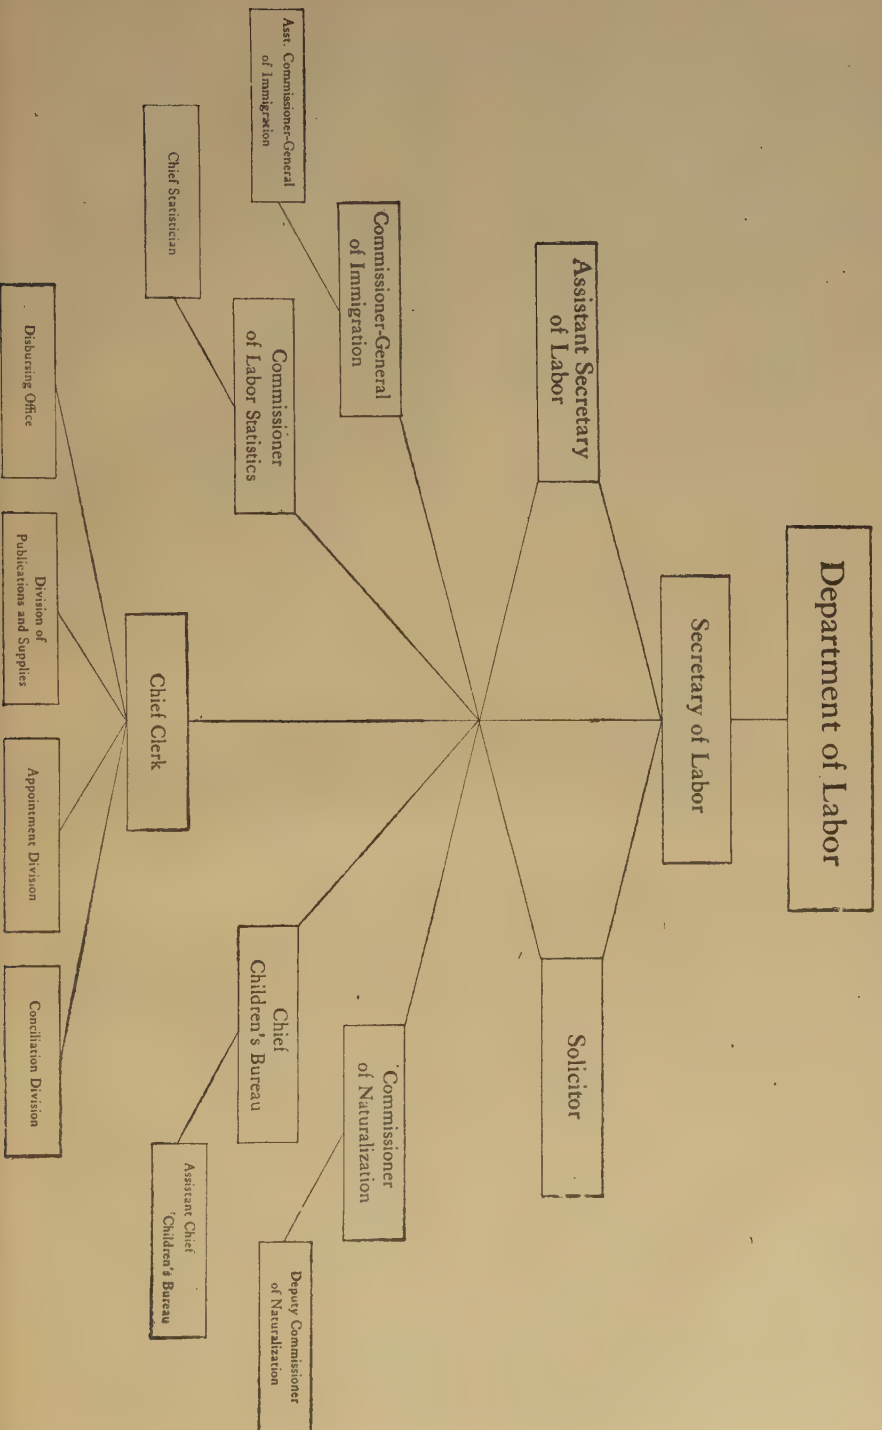 Department of Labor
Secretary of Labor
Assistant Secretary
of Labor
Solicitor
Commissioner-General
of Immigration
Commissioner
of Naturalization
Asst. Commissioner-General
of Immigration
Deputy Commissioner
of Naturalization
Commissioner
of Labor Statistics
Chief
Children's Bureau
Chief Statistician
Assistant Chief
Children's Bureau
Chief Clerk
Disbursing Office
Division of
Publications and Supplies
Appointment Division
Conciliation Division